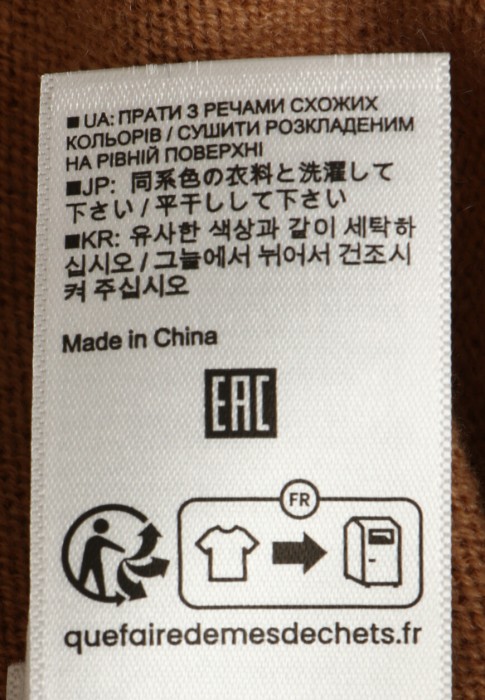 ■ UA: ПРАТИ З РЕЧАМИ СХОЖИХ
КОЛЬОРІВ / СУШИТИ РОЗКЛАДЕНИМ
НА РІВНІЙ ПОВЕРХНІ
■JP: 同系色の衣料と洗濯して
下さい / 平干しして下さい
■KR: 유사한 색상과 같이 세탁하
십시오 / 그늘에서 뉘어서 건조시
켜 주십시오
Made in China
EAC
FR
quefairedemesdechets.fr